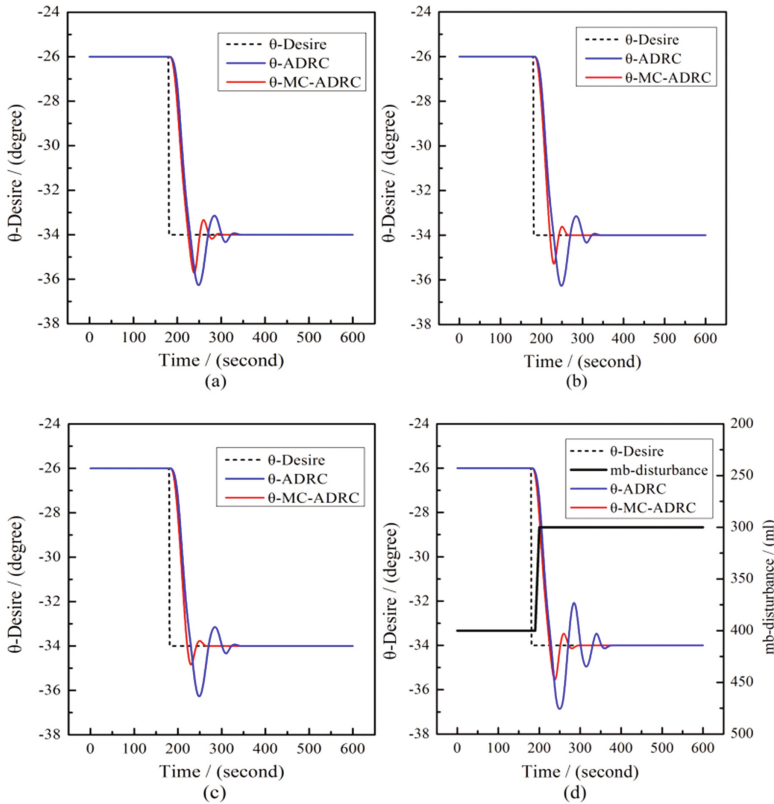 -24
-26
-28
-30
-32
-34
-36
-38
θ-Desire / (degree)
θ-Desire
θ-ADRC
θ-MC-ADRC
0 100 200 300 400 500 600
Time / (second)
(a)
-24
-26
-28
-30
-32
-34
-36
-38
θ-Desire / (degree)
θ-Desire
θ-ADRC
θ-MC-ADRC
0 100 200 300 400 500 600
Time / (second)
(b)
-24
-26
-28
-30
-32
-34
-36
-38
θ-Desire / (degree)
θ-Desire
θ-ADRC
θ-MC-ADRC
0 100 200 300 400 500 600
Time / (second)
(c)
-24
-26
-28
-30
-32
-34
-36
-38
θ-Desire / (degree)
θ-Desire
mb-disturbance
θ-ADRC
θ-MC-ADRC
200
250
300
350
400
450
500
mb-disturbance / (ml)
0 100 200 300 400 500 600
Time / (second)
(d)